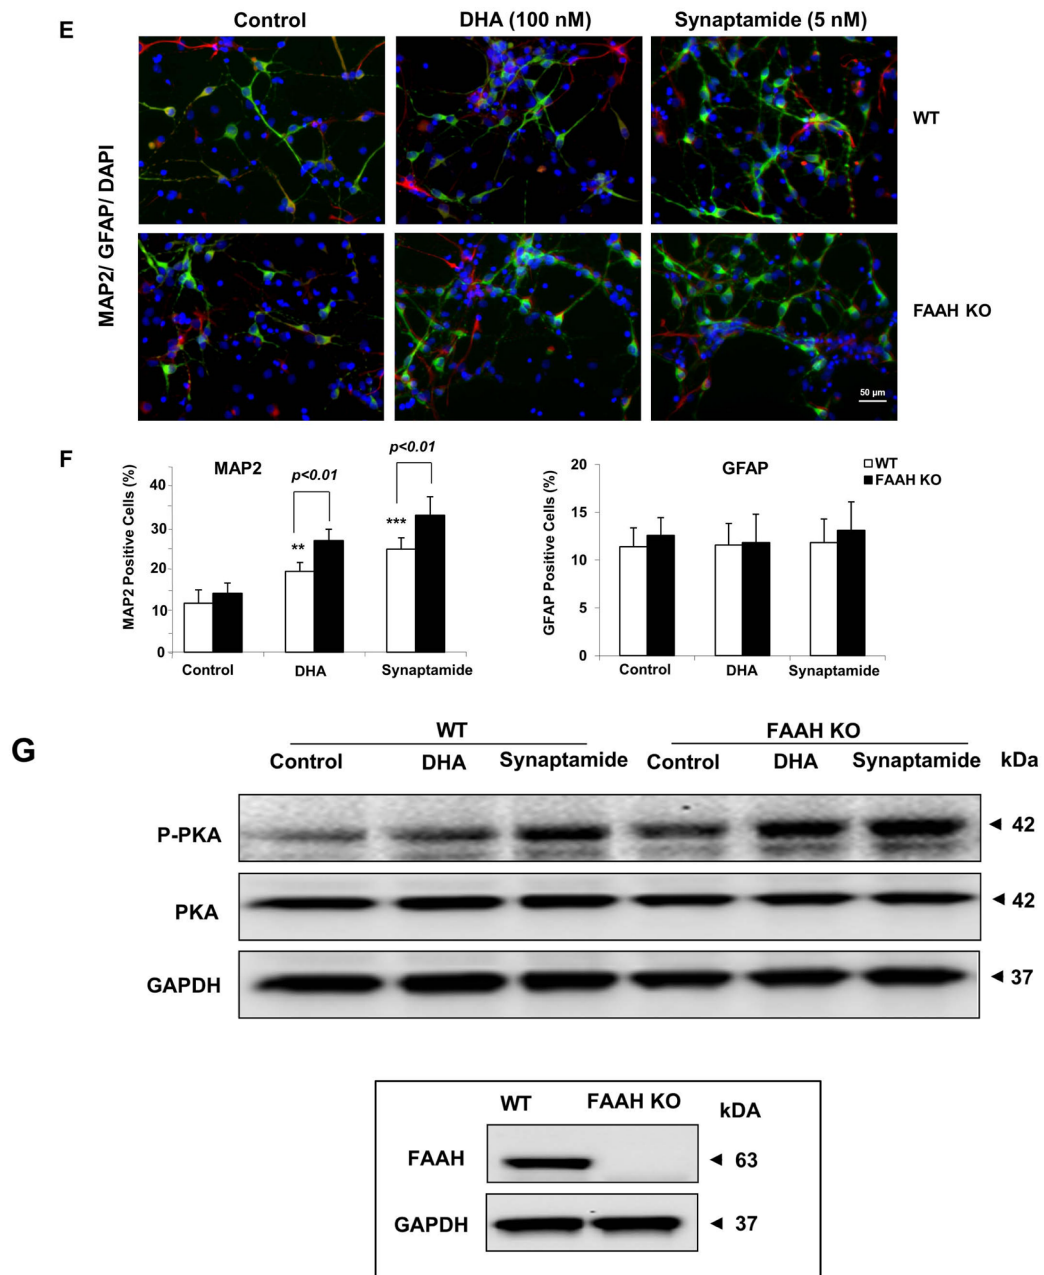 E
Control DHA (100 nM) Synaptamide (5 nM)
MAP2/ GFAP/ DAPI
WT
FAAH KO
50 µm
F
MAP2
MAP2 Positive Cells (%)
40
30
20
10
0
p<0.01
p<0.01
**
***
Control DHA Synaptamide
GFAP
WT
FAAH KO
GFAP Positive Cells (%)
20
15
10
5
0
Control DHA Synaptamide
G
WT FAAH KO
Control DHA Synaptamide Control DHA Synaptamide kDa
P-PKA 42
PKA 42
GAPDH 37
WT FAAH KO kDA
FAAH 63
GAPDH 37